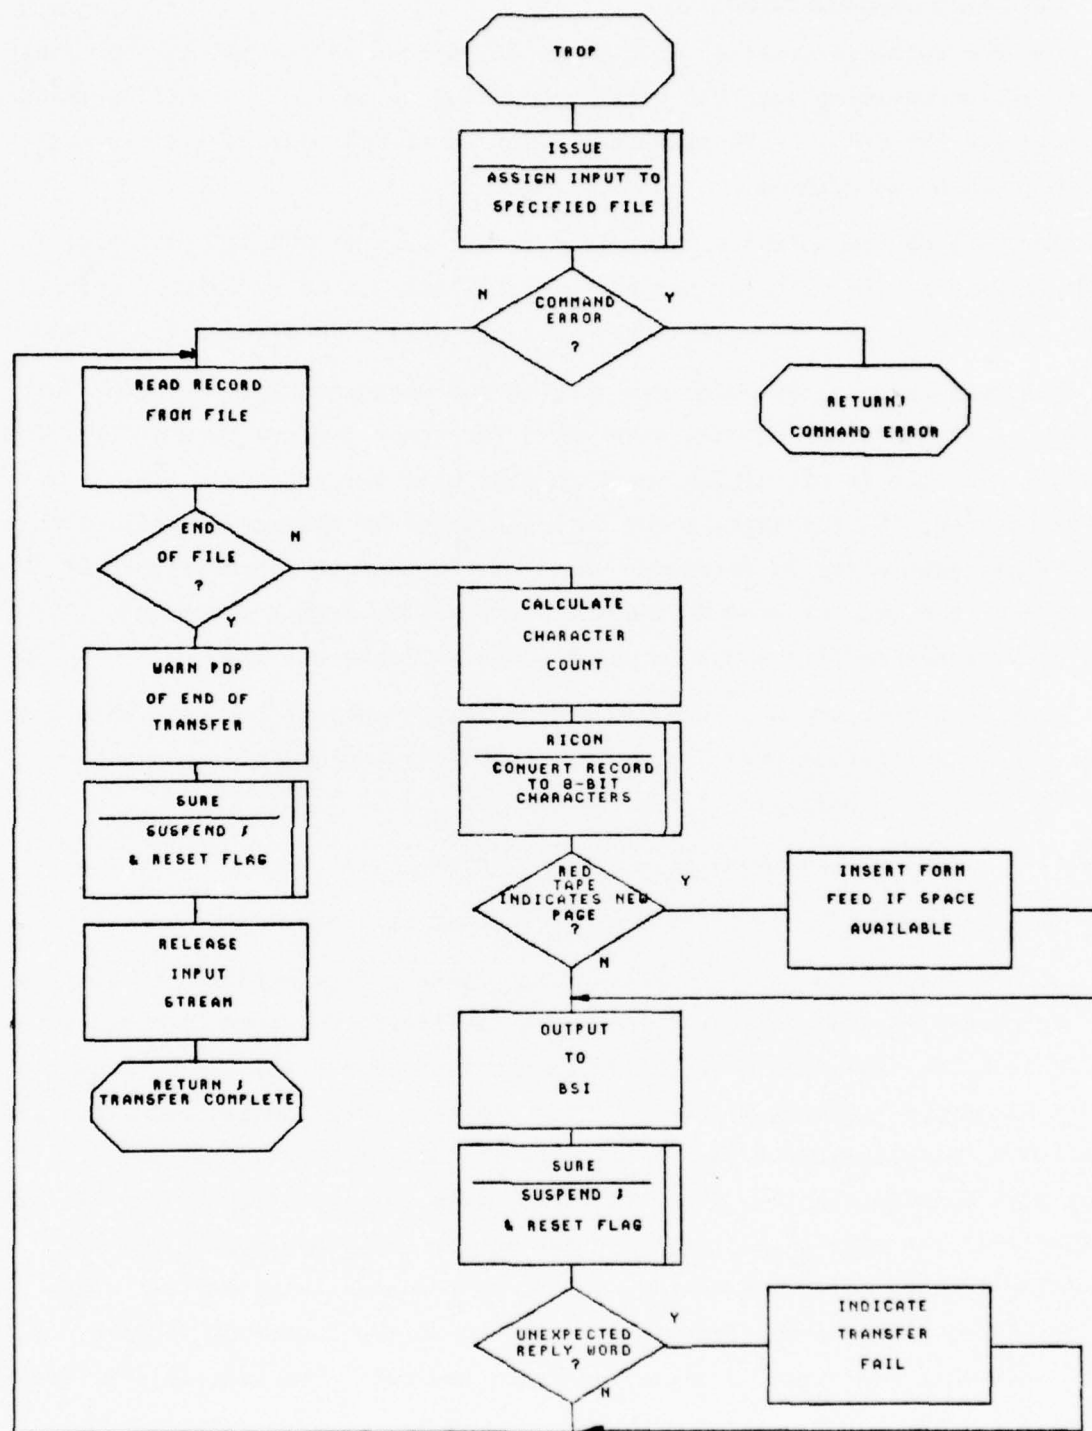 TROP
ISSUE
ASSIGN INPUT TO
SPECIFIED FILE
N
COMMAND
ERROR
?
Y
READ RECORD
FROM FILE
RETURN;
COMMAND ERROR
END
OF FILE
?
N
Y
CALCULATE
CHARACTER
COUNT
WARN PDP
OF END OF
TRANSFER
RICON
CONVERT RECORD
TO 8-BIT
CHARACTERS
SURE
SUSPEND ;
& RESET FLAG
RED
TAPE
INDICATES NEW
PAGE
?
Y
N
INSERT FORM
FEED IF SPACE
AVAILABLE
RELEASE
INPUT
STREAM
OUTPUT
TO
BSI
RETURN ;
TRANSFER COMPLETE
SURE
SUSPEND ;
& RESET FLAG
UNEXPECTED
REPLY WORD
?
Y
N
INDICATE
TRANSFER
FAIL